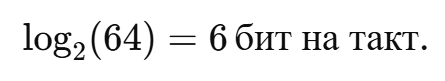 log₂(64) = 6 бит на такт.